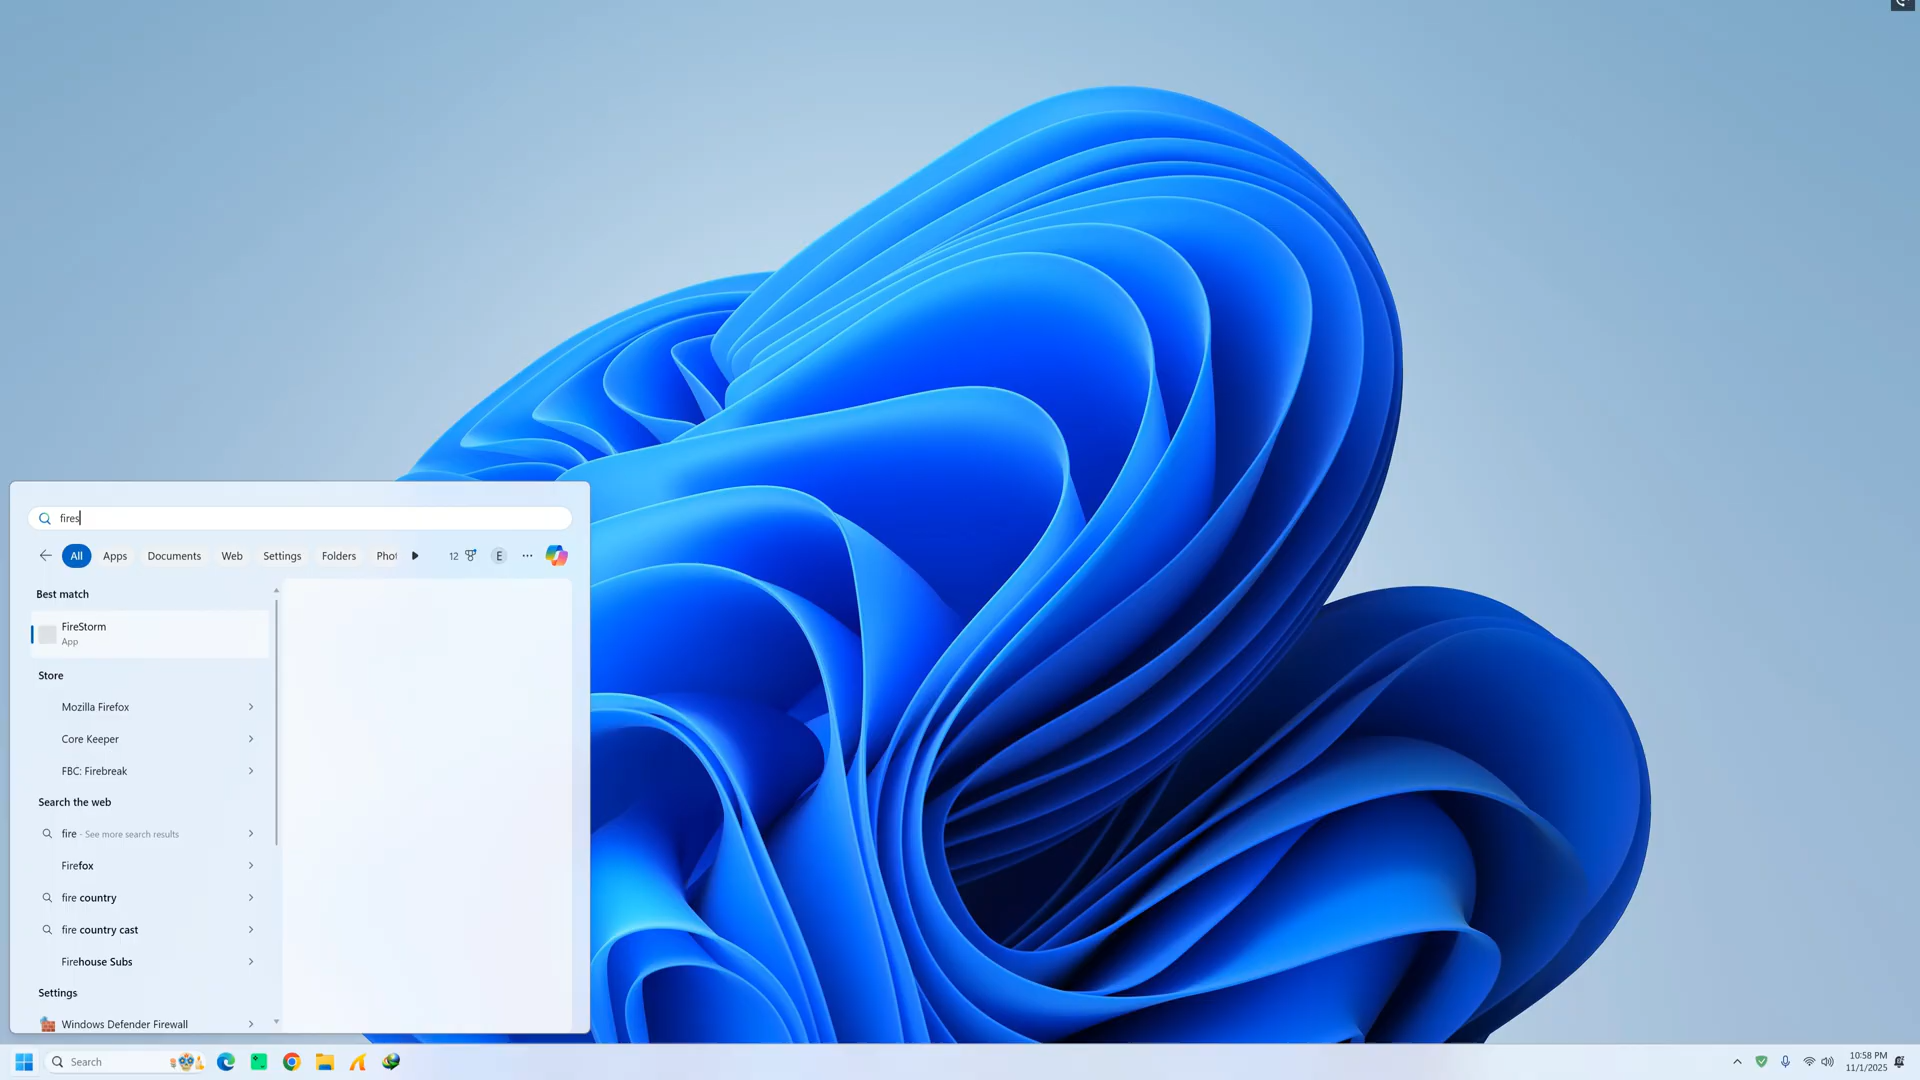 fires
All Apps Documents Web Settings Folders Phot 12 E ...
Best match
FireStorm
App
Store
Mozilla Firefox
Core Keeper
FBC: Firebreak
Search the web
fire - See more search results
Firefox
fire country
fire country cast
Firehouse Subs
Settings
Windows Defender Firewall
Search
10:58 PM
11/1/2025